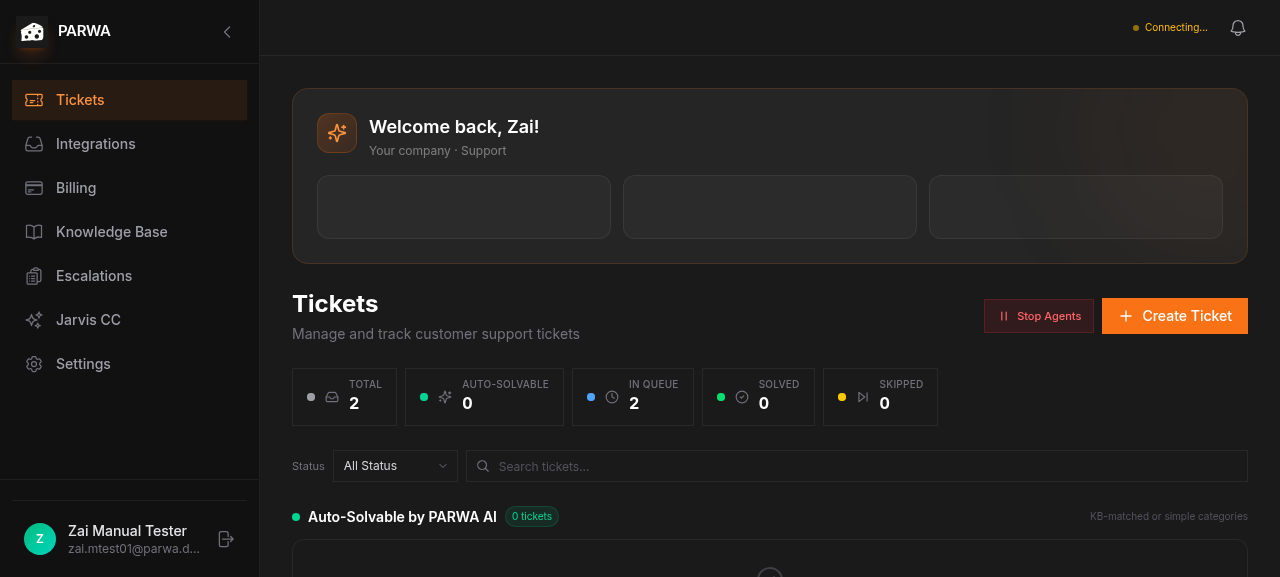 PARWA
Connecting...
Tickets
Integrations
Billing
Knowledge Base
Escalations
Jarvis CC
Settings
Z
Zai Manual Tester
zai.mtest01@parwa.d...
Welcome back, Zai!
Your company · Support
Tickets
Manage and track customer support tickets
Stop Agents
Create Ticket
TOTAL
2
AUTO-SOLVABLE
0
IN QUEUE
2
SOLVED
0
SKIPPED
0
Status
All Status
Search tickets...
Auto-Solvable by PARWA AI
0 tickets
KB-matched or simple categories